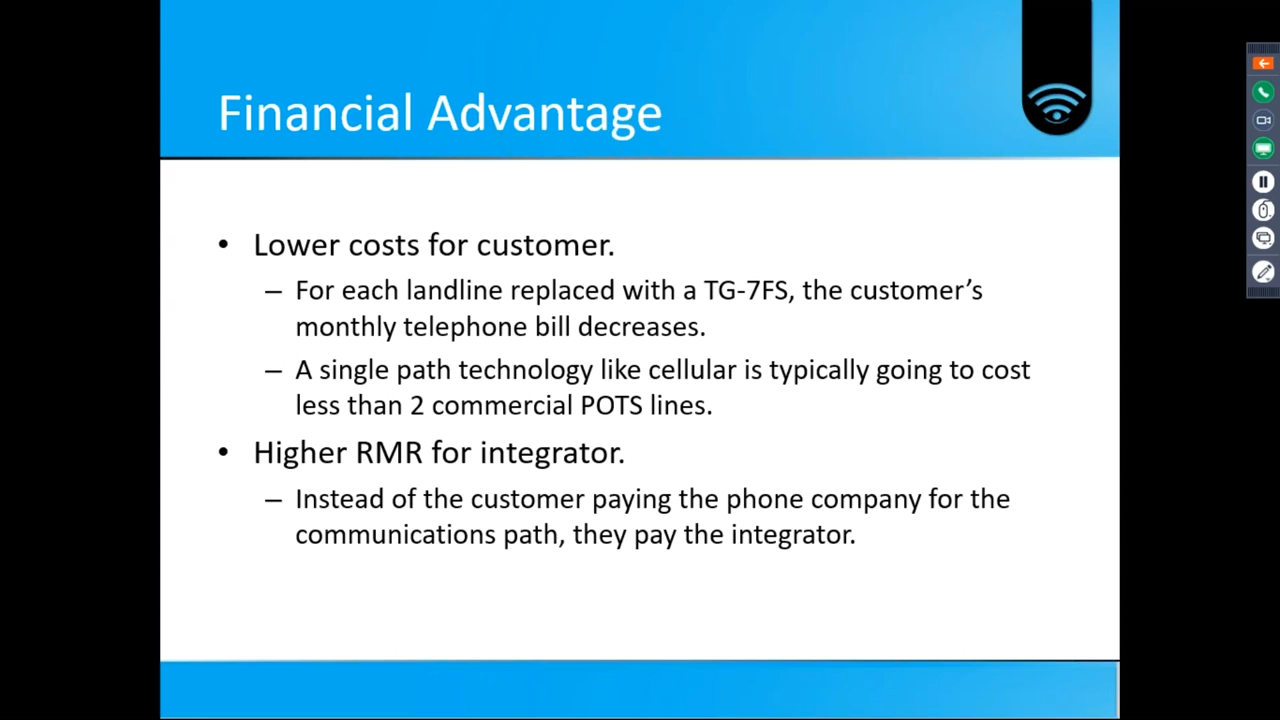 Financial Advantage
• Lower costs for customer.
– For each landline replaced with a TG-7FS, the customer’s
monthly telephone bill decreases.
– A single path technology like cellular is typically going to cost
less than 2 commercial POTS lines.
• Higher RMR for integrator.
– Instead of the customer paying the phone company for the
communications path, they pay the integrator.